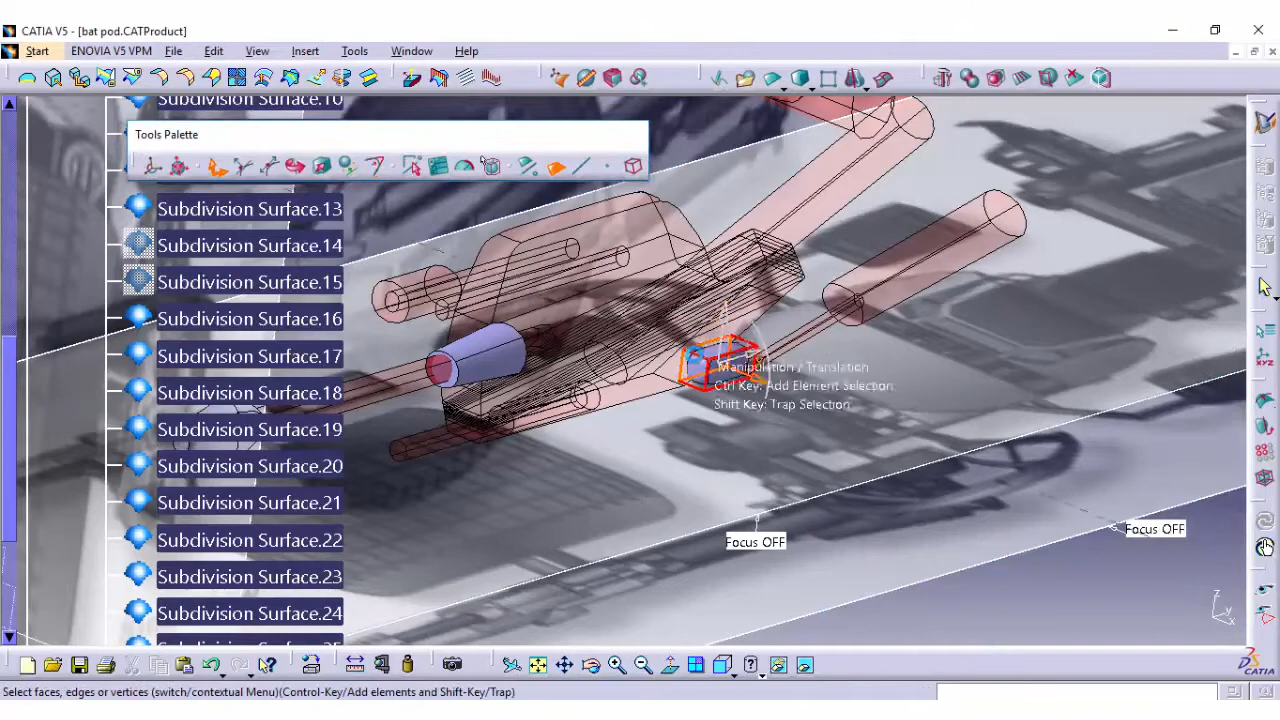 CATIA V5 - [bat pod.CATProduct]
Start ENOVIA V5 VPM File Edit View Insert Tools Window Help
Subdivision Surface.10
Tools Palette
Subdivision Surface.13
Subdivision Surface.14
Subdivision Surface.15
Subdivision Surface.16
Subdivision Surface.17
Subdivision Surface.18
Subdivision Surface.19
Subdivision Surface.20
Subdivision Surface.21
Subdivision Surface.22
Subdivision Surface.23
Subdivision Surface.24
Manipulation / Translation
Ctrl Key: Add Element Selection
Shift Key: Trap Selection
Focus OFF
Focus OFF
z
y
x
CATIA
Select faces, edges or vertices (switch/contextual Menu)(Control-Key/Add elements and Shift-Key/Trap)